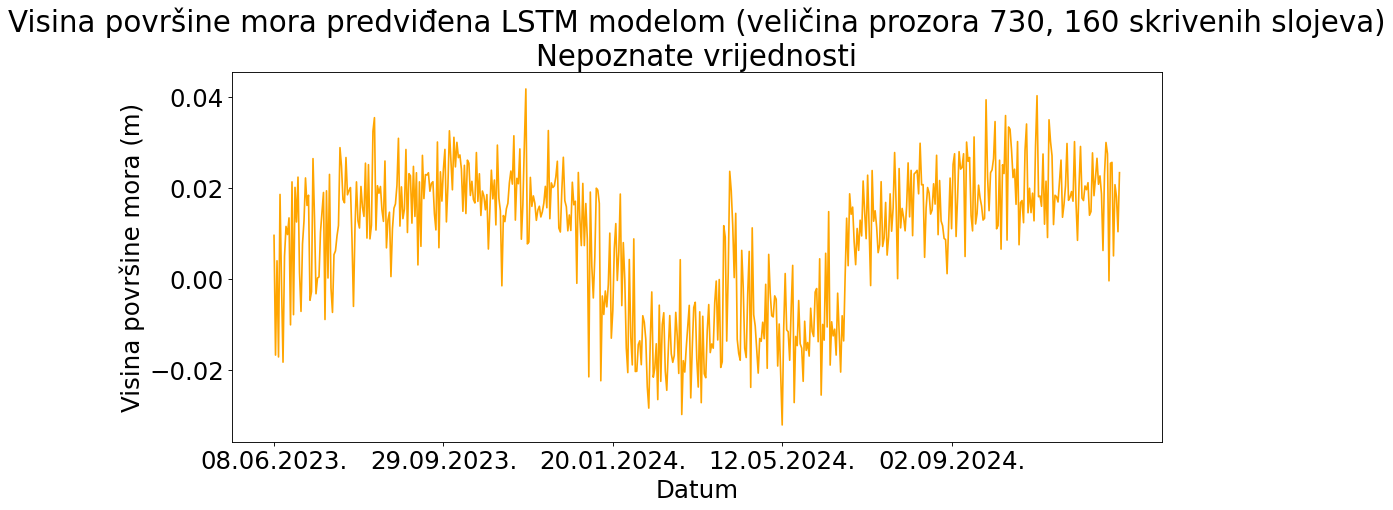 Visina površine mora predviđena LSTM modelom (veličina prozora 730, 160 skrivenih slojeva)
Nepoznate vrijednosti
Visina površine mora (m)
0.04
0.02
0.00
−0.02
08.06.2023. 29.09.2023. 20.01.2024. 12.05.2024. 02.09.2024.
Datum